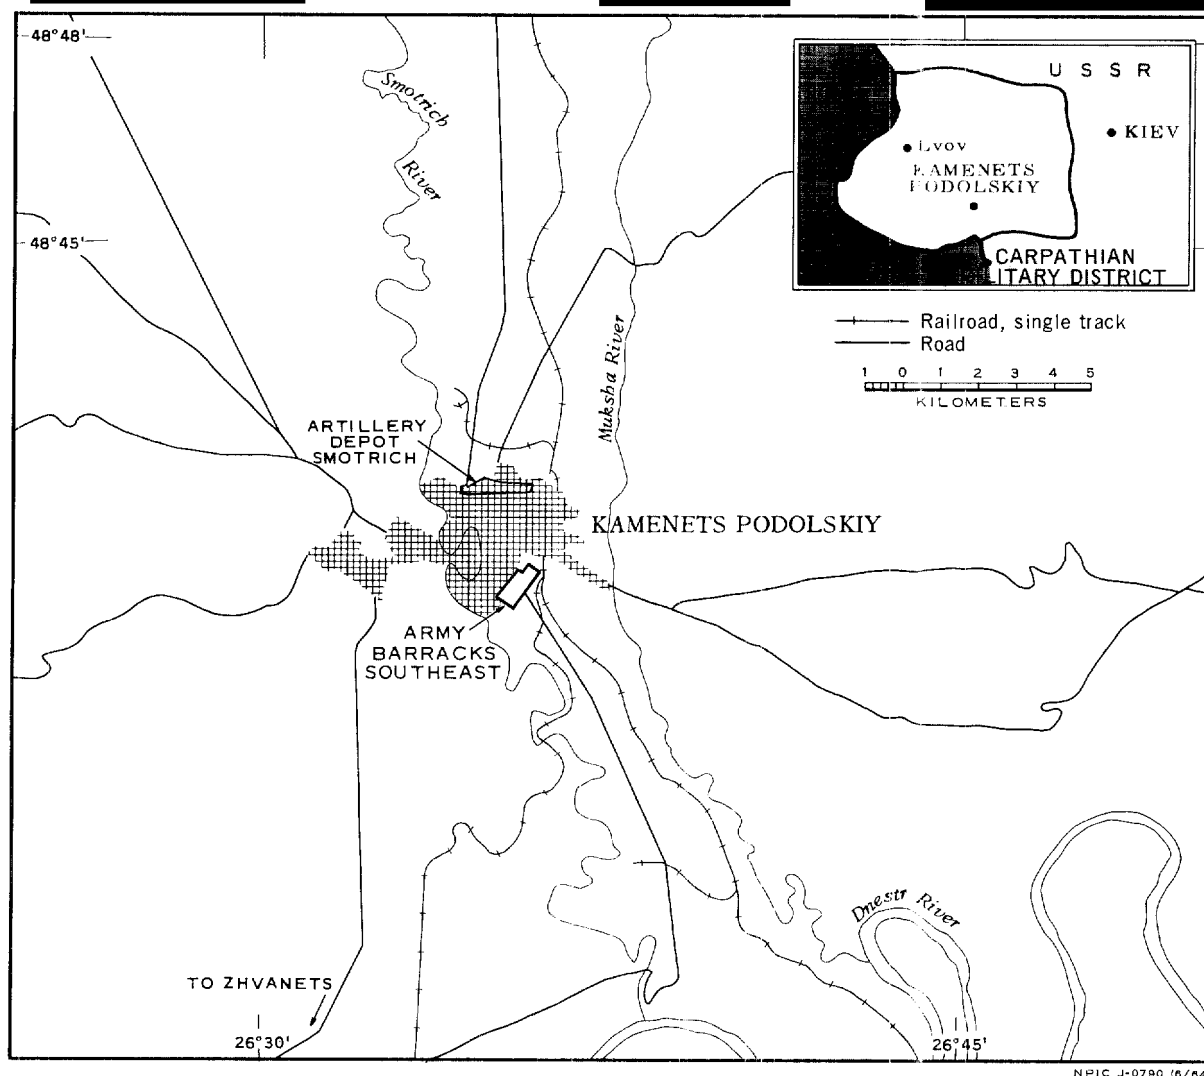 48°48'
Smotrich
River
48°45'
U S S R
KIEV
Lvov
KAMENETS
PODOLSKIY
CARPATHIAN
ITARY DISTRICT
Railroad, single track
Road
1 0 1 2 3 4 5
KILOMETERS
Muksha River
ARTILLERY
DEPOT
SMOTRICH
KAMENETS PODOLSKIY
ARMY
BARRACKS
SOUTHEAST
Dnestr River
TO ZHVANETS
26°30'
26°45'
NPIC J-0790